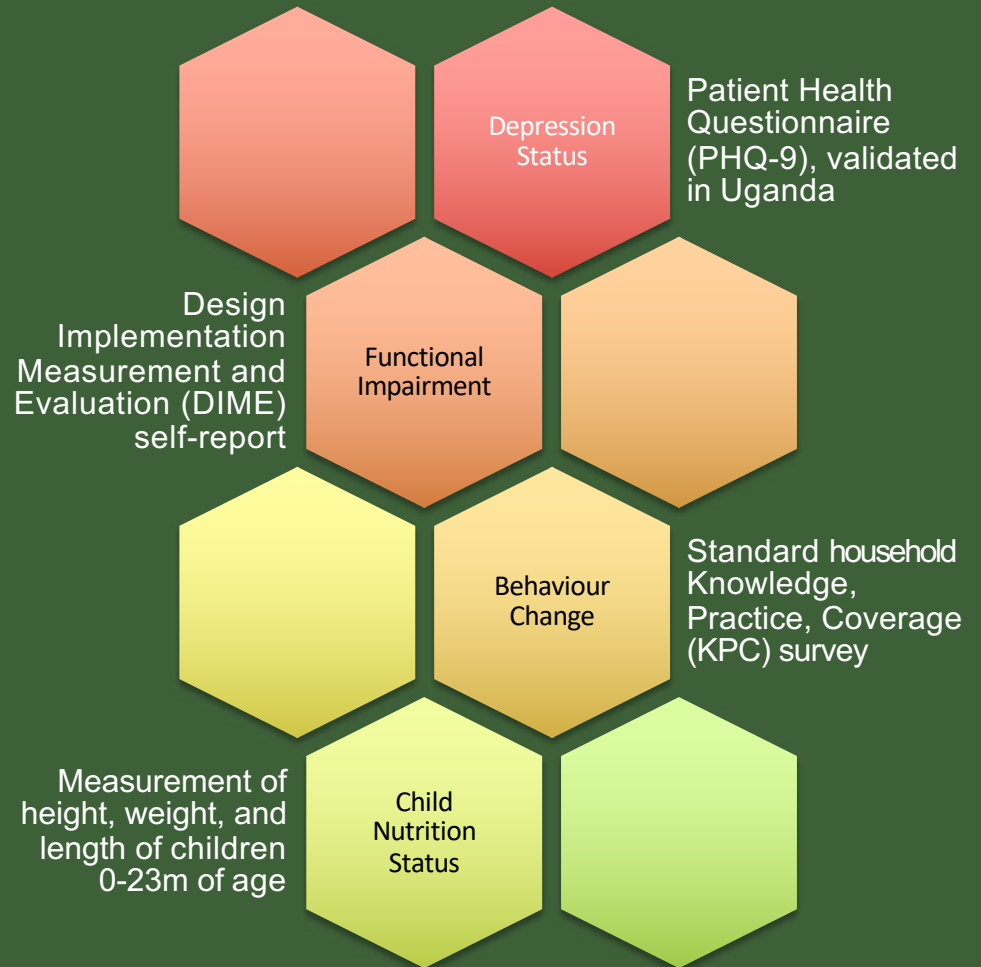 Depression
Status
Patient Health
Questionnaire
(PHQ-9), validated
in Uganda
Design
Implementation
Measurement and
Evaluation (DIME)
self-report
Functional
Impairment
Behaviour
Change
Standard household
Knowledge,
Practice, Coverage
(KPC) survey
Measurement of
height, weight, and
length of children
0-23m of age
Child
Nutrition
Status